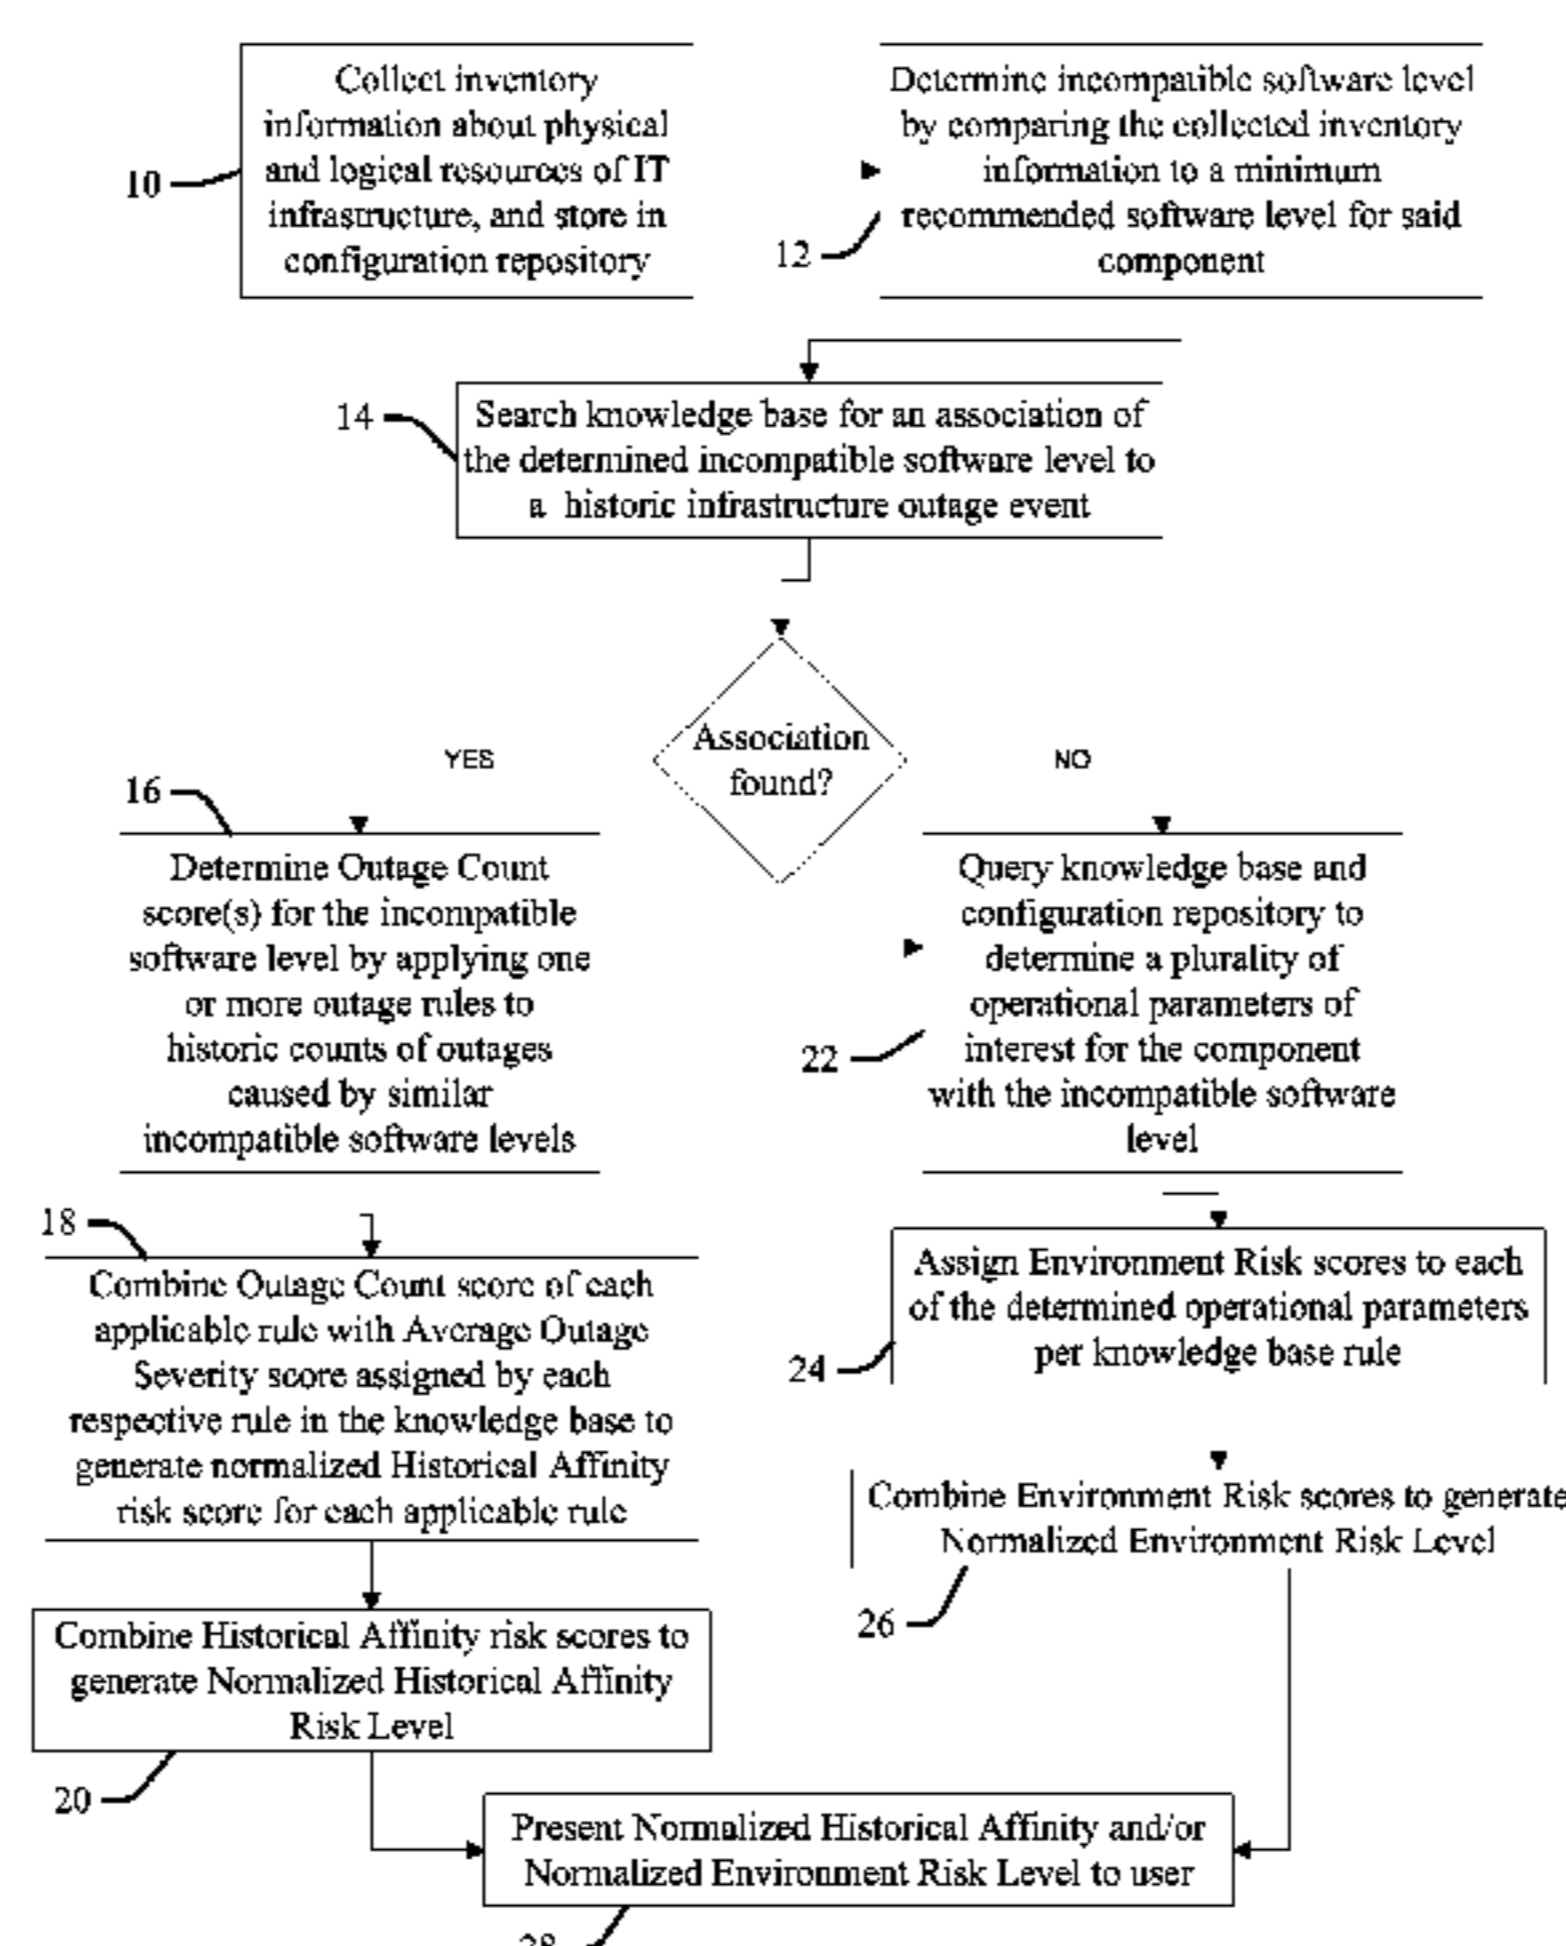 Collect inventory
information about physical
and logical resources of IT
infrastructure, and store in
configuration repository
10
Determine incompatible software level
by comparing the collected inventory
information to a minimum
recommended software level for said
component
12
14
Search knowledge base for an association of
the determined incompatible software level to
a historic infrastructure outage event
Association
found?
YES
NO
16
Determine Outage Count
score(s) for the incompatible
software level by applying one
or more outage rules to
historic counts of outages
caused by similar
incompatible software levels
Query knowledge base and
configuration repository to
determine a plurality of
operational parameters of
interest for the component
with the incompatible software
level
22
18
Combine Outage Count score of each
applicable rule with Average Outage
Severity score assigned by each
respective rule in the knowledge base to
generate normalized Historical Affinity
risk score for each applicable rule
Assign Environment Risk scores to each
of the determined operational parameters
per knowledge base rule
24
Combine Environment Risk scores to generate
Normalized Environment Risk Level
26
Combine Historical Affinity risk scores to
generate Normalized Historical Affinity
Risk Level
20
Present Normalized Historical Affinity and/or
Normalized Environment Risk Level to user